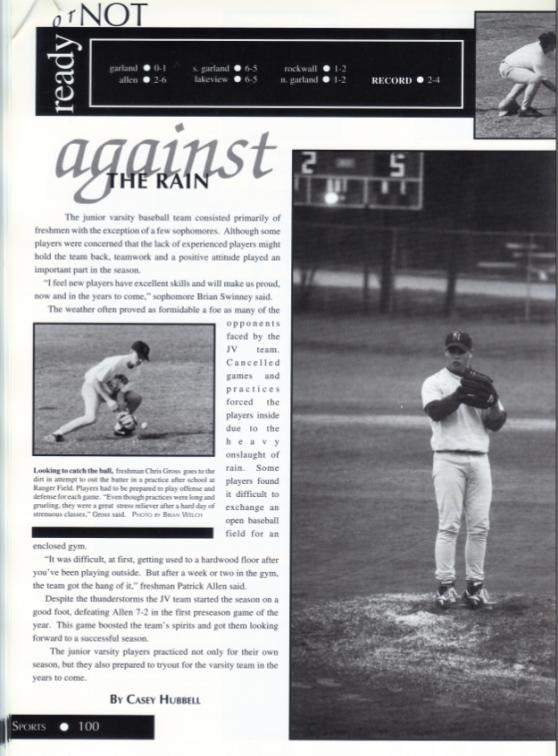 or NOT
ready
garland ● 0-1 s. garland ● 6-5 rockwall ● 1-2
allen ● 2-6 lakeview ● 6-5 n. garland ● 1-2 RECORD ● 2-4
against
THE RAIN
2 5
The junior varsity baseball team consisted primarily of
freshmen with the exception of a few sophomores. Although some
players were concerned that the lack of experienced players might
hold the team back, teamwork and a positive attitude played an
important part in the season.
"I feel new players have excellent skills and will make us proud,
now and in the years to come," sophomore Brian Swinney said.
The weather often proved as formidable a foe as many of the
opponents
faced by the
JV team.
Cancelled
games and
practices
forced the
players inside
due to the
heavy
onslaught of
rain. Some
players found
it difficult to
exchange an
open baseball
field for an
enclosed gym.
Looking to catch the ball, freshman Chris Gross goes to the
dirt in attempt to out the batter in a practice after school at
Ranger Field. Players had to be prepared to play offense and
defense for each game. "Even though practices were long and
grueling, they were a great stress reliever after a hard day of
strenuous classes," Gross said. PHOTO BY BRIAN WELCH
"It was difficult, at first, getting used to a hardwood floor after
you've been playing outside. But after a week or two in the gym,
the team got the hang of it," freshman Patrick Allen said.
Despite the thunderstorms the JV team started the season on a
good foot, defeating Allen 7-2 in the first preseason game of the
year. This game boosted the team's spirits and got them looking
forward to a successful season.
The junior varsity players practiced not only for their own
season, but they also prepared to tryout for the varsity team in the
years to come.
BY CASEY HUBBELL
SPORTS ● 100